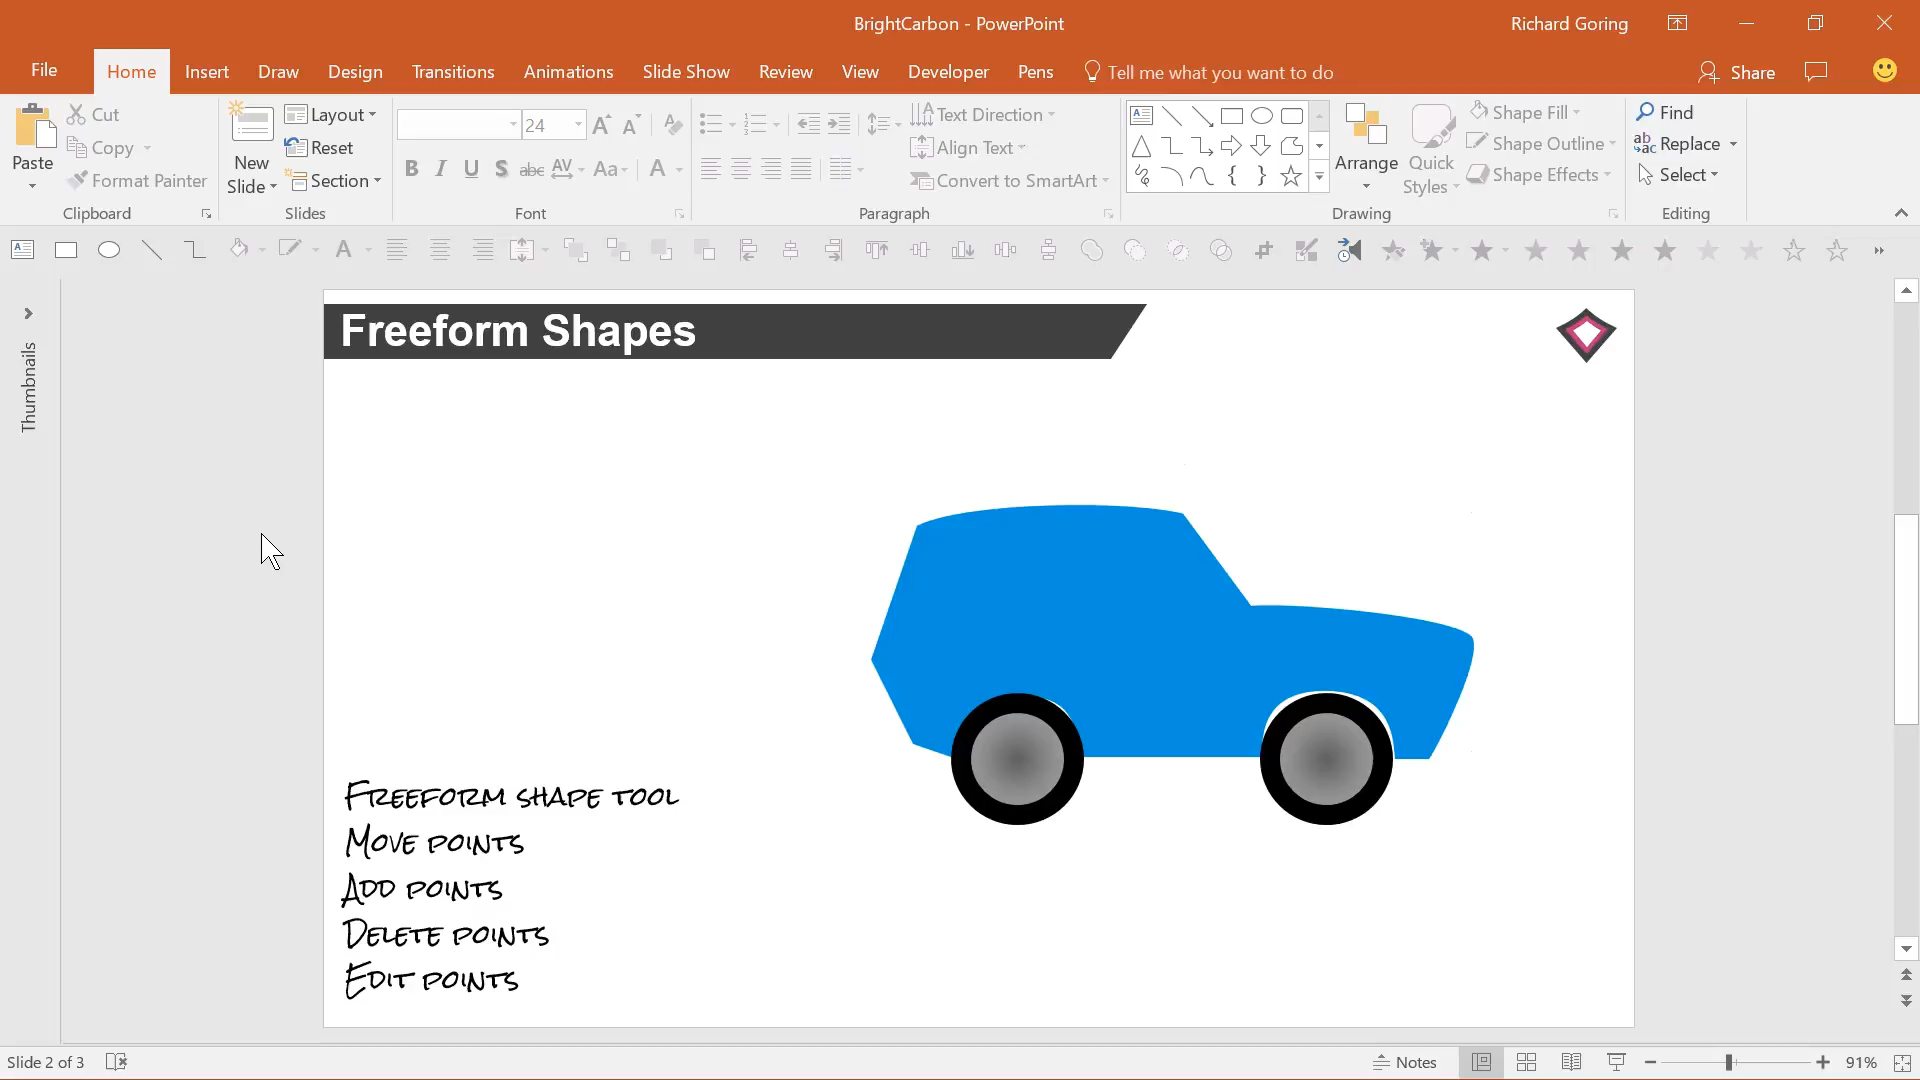 BrightCarbon - PowerPoint
Richard Goring
File Home Insert Draw Design Transitions Animations Slide Show Review View Developer Pens Tell me what you want to do Share
Paste
Cut
Copy
Format Painter
Clipboard
New Slide
Layout
Reset
Section
Slides
24
B I U S abc AV Aa A
Font
Text Direction
Align Text
Convert to SmartArt
Paragraph
Arrange
Quick Styles
Shape Fill
Shape Outline
Shape Effects
Drawing
Find
Replace
Select
Editing
Thumbnails
Freeform Shapes
Freeform shape tool
Move points
Add points
Delete points
Edit points
Slide 2 of 3
Notes
91%